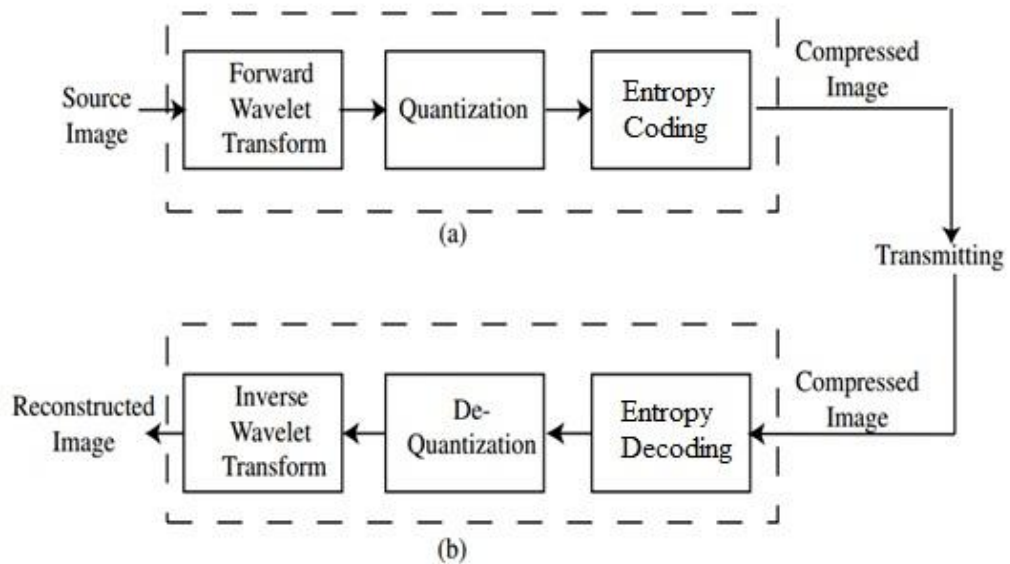 Source
Image
Forward
Wavelet
Transform
Quantization
Entropy
Coding
Compressed
Image
(a)
Transmitting
Reconstructed
Image
Inverse
Wavelet
Transform
De-
Quantization
Entropy
Decoding
Compressed
Image
(b)